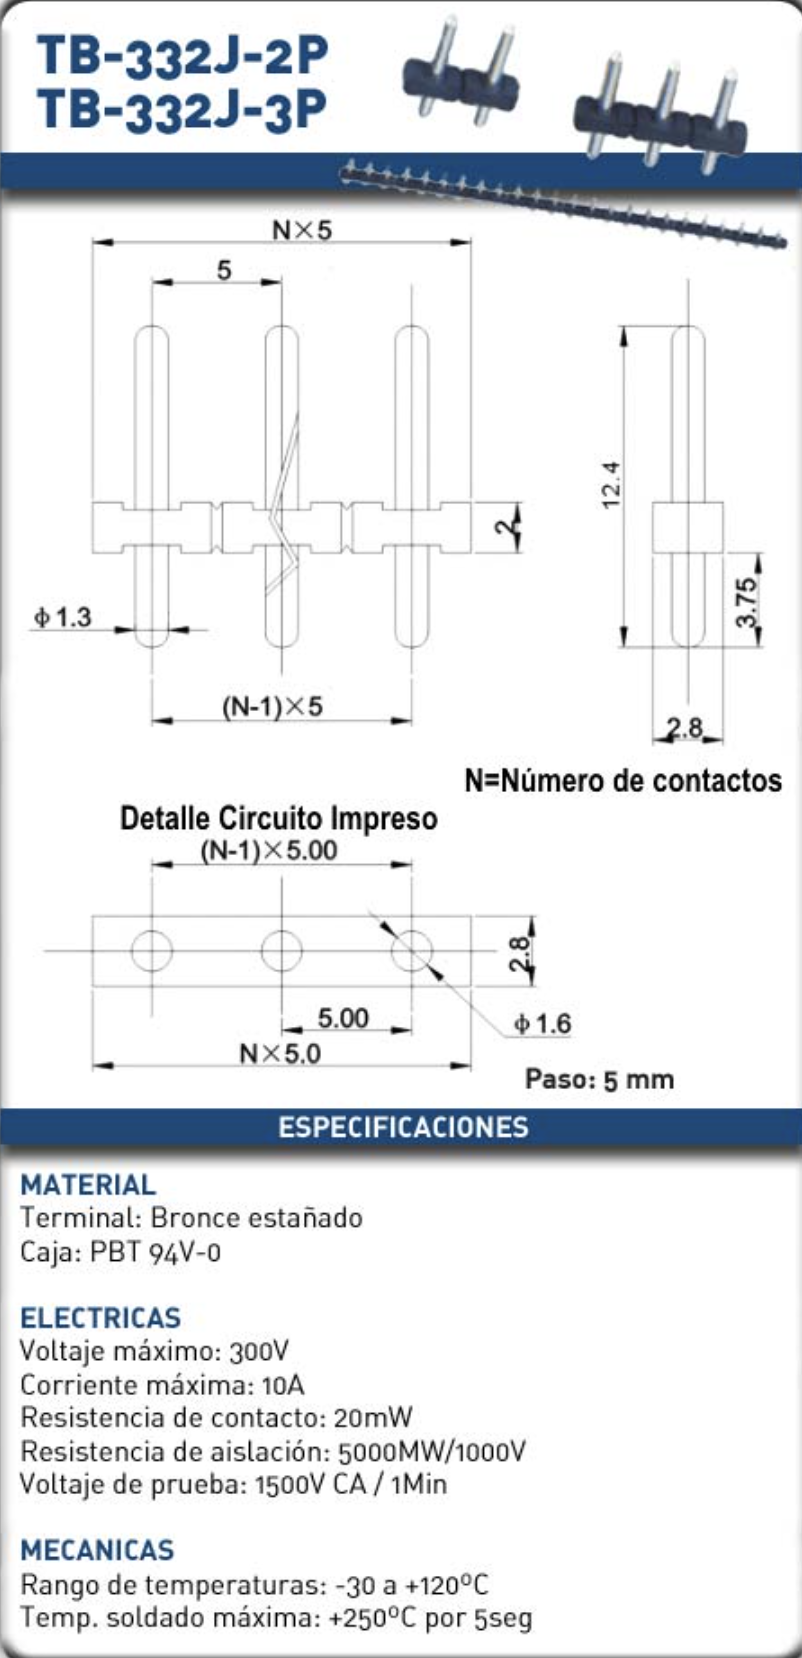 TB-332J-2P
TB-332J-3P
N×5
5
12.4
2
3.75
ϕ1.3
(N-1)×5
2.8
N=Número de contactos
Detalle Circuito Impreso
(N-1)×5.00
2.8
5.00
ϕ1.6
N×5.0
Paso: 5 mm
ESPECIFICACIONES
MATERIAL
Terminal: Bronce estañado
Caja: PBT 94V-0
ELECTRICAS
Voltaje máximo: 300V
Corriente máxima: 10A
Resistencia de contacto: 20mW
Resistencia de aislación: 5000MW/1000V
Voltaje de prueba: 1500V CA / 1Min
MECANICAS
Rango de temperaturas: -30 a +120ºC
Temp. soldado máxima: +250ºC por 5seg